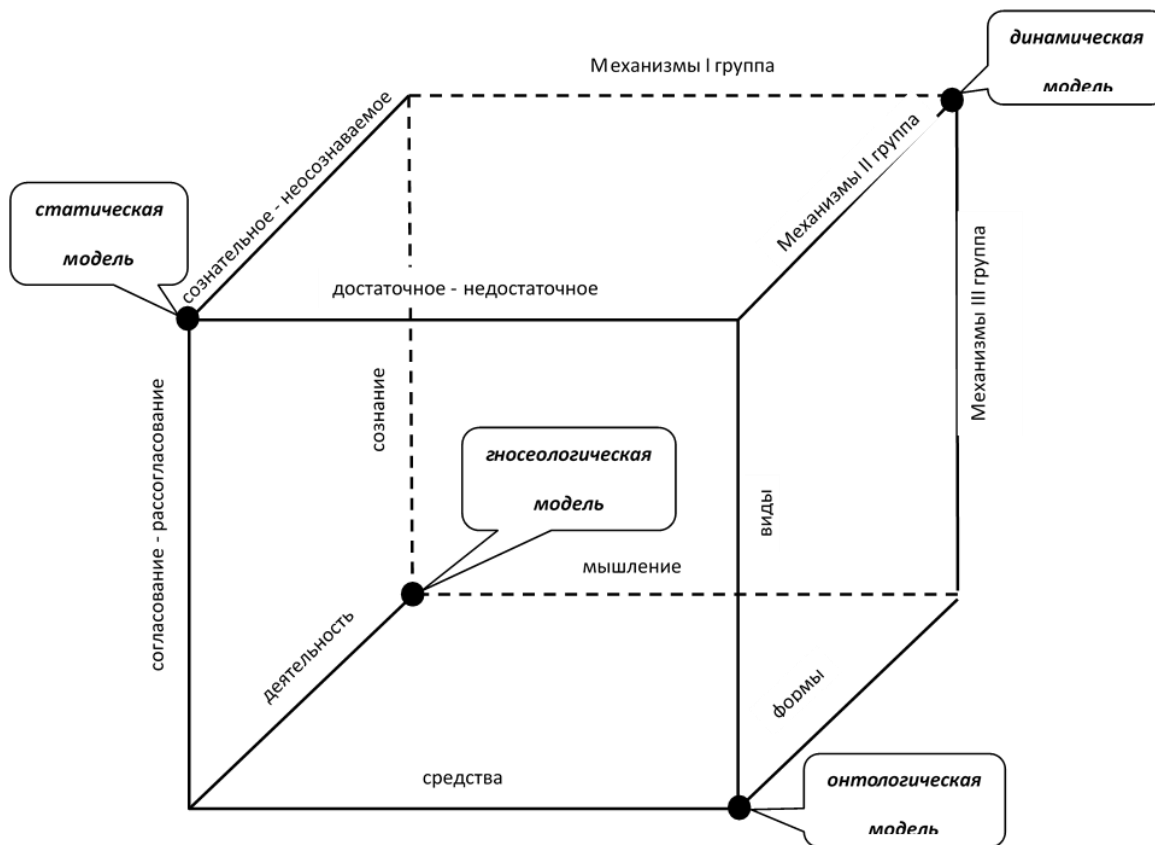 динамическая
модель
Механизмы I группа
сознательное - неосознаваемое
Механизмы II группа
статическая
модель
достаточное - недостаточное
Механизмы III группа
сознание
гносеологическая
модель
согласование - рассогласование
виды
мышление
деятельность
формы
средства
онтологическая
модель